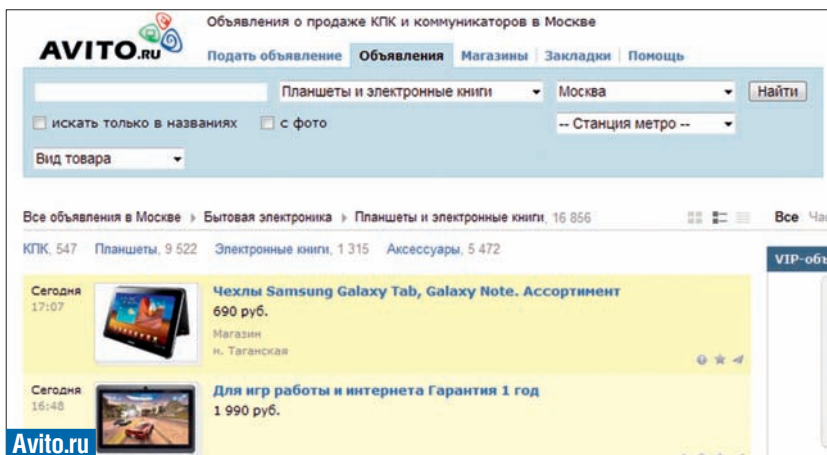 Объявления о продаже КПК и коммуникаторов в Москве
AVITO.RU
Подать объявление Объявления Магазины Закладки Помощь
Планшеты и электронные книги Москва Найти
искать только в названиях с фото -- Станция метро --
Вид товара
Все объявления в Москве Бытовая электроника Планшеты и электронные книги, 16 856 Все
КПК, 547 Планшеты, 9 522 Электронные книги, 1 315 Аксессуары, 5 472
VIP-объ
Сегодня
17:07
Чехлы Samsung Galaxy Tab, Galaxy Note. Ассортимент
690 руб.
Магазин
м. Таганская
Сегодня
16:48
Для игр работы и интернета Гарантия 1 год
1 990 руб.
Avito.ru